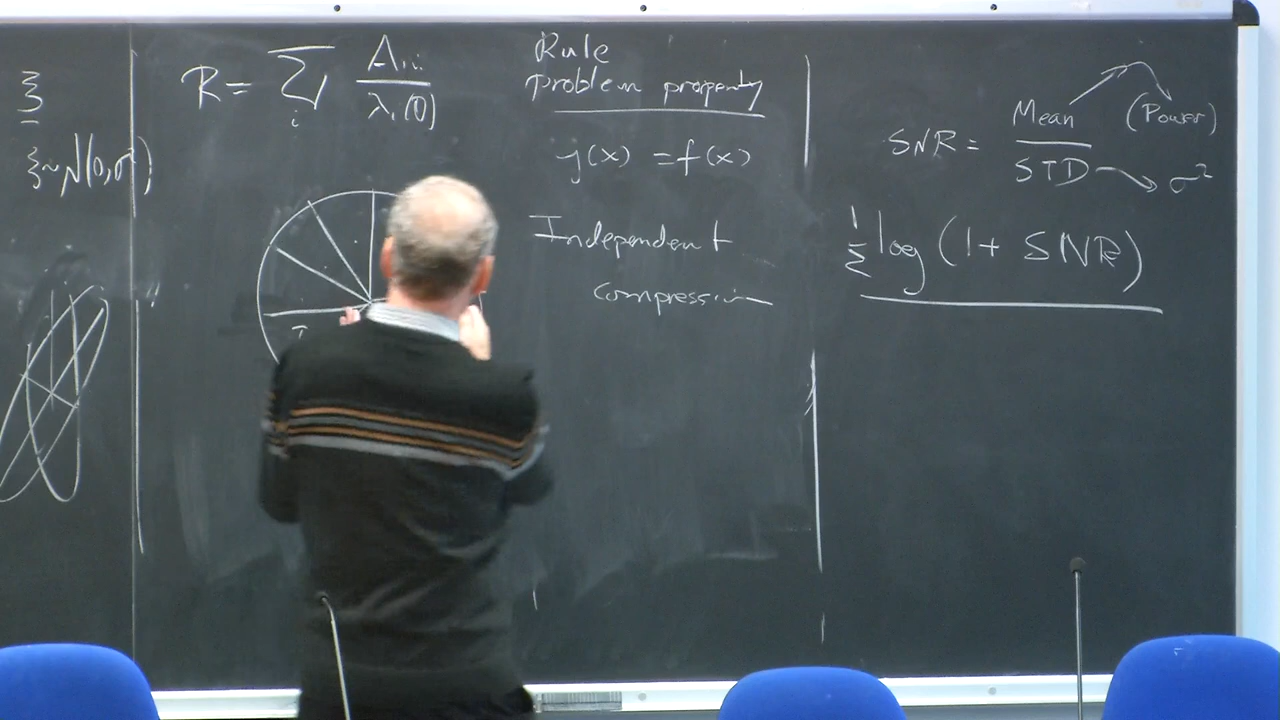 ξ
ξ~N(0,σ²)
R = ∑ᵢ Aᵢᵢ / λᵢ(0)
I
Rule
problem property
y(x) = f(x)
Independent
compression
SNR = Mean / STD
(Power)
σ²
½ log (1 + SNR)